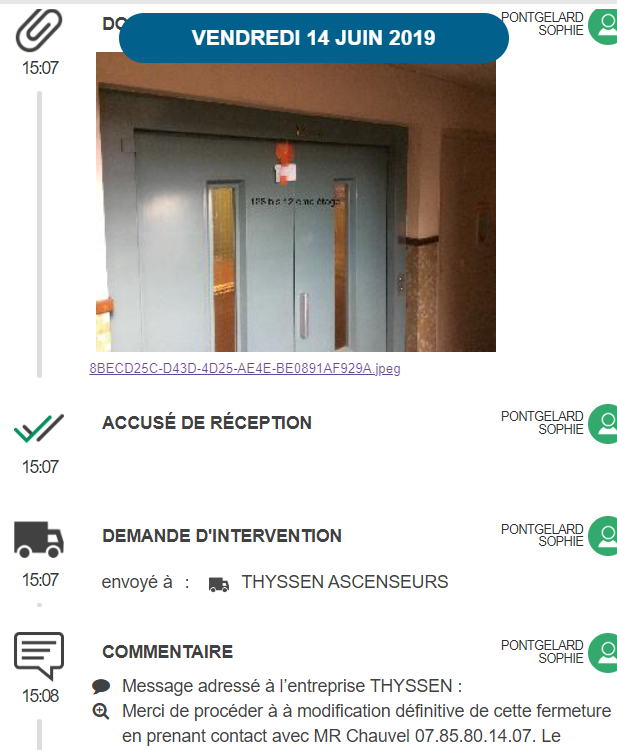 VENDREDI 14 JUIN 2019
DO
PONTGELARD
SOPHIE
15:07
8BECD25C-D43D-4D25-AE4E-BE0891AF929A.jpeg
ACCUSÉ DE RÉCEPTION
PONTGELARD
SOPHIE
15:07
DEMANDE D'INTERVENTION
PONTGELARD
SOPHIE
15:07
envoyé à : THYSSEN ASCENSEURS
COMMENTAIRE
PONTGELARD
SOPHIE
15:08
Message adressé à l'entreprise THYSSEN :
Merci de procéder à à modification définitive de cette fermeture
en prenant contact avec MR Chauvel 07.85.80.14.07. Le